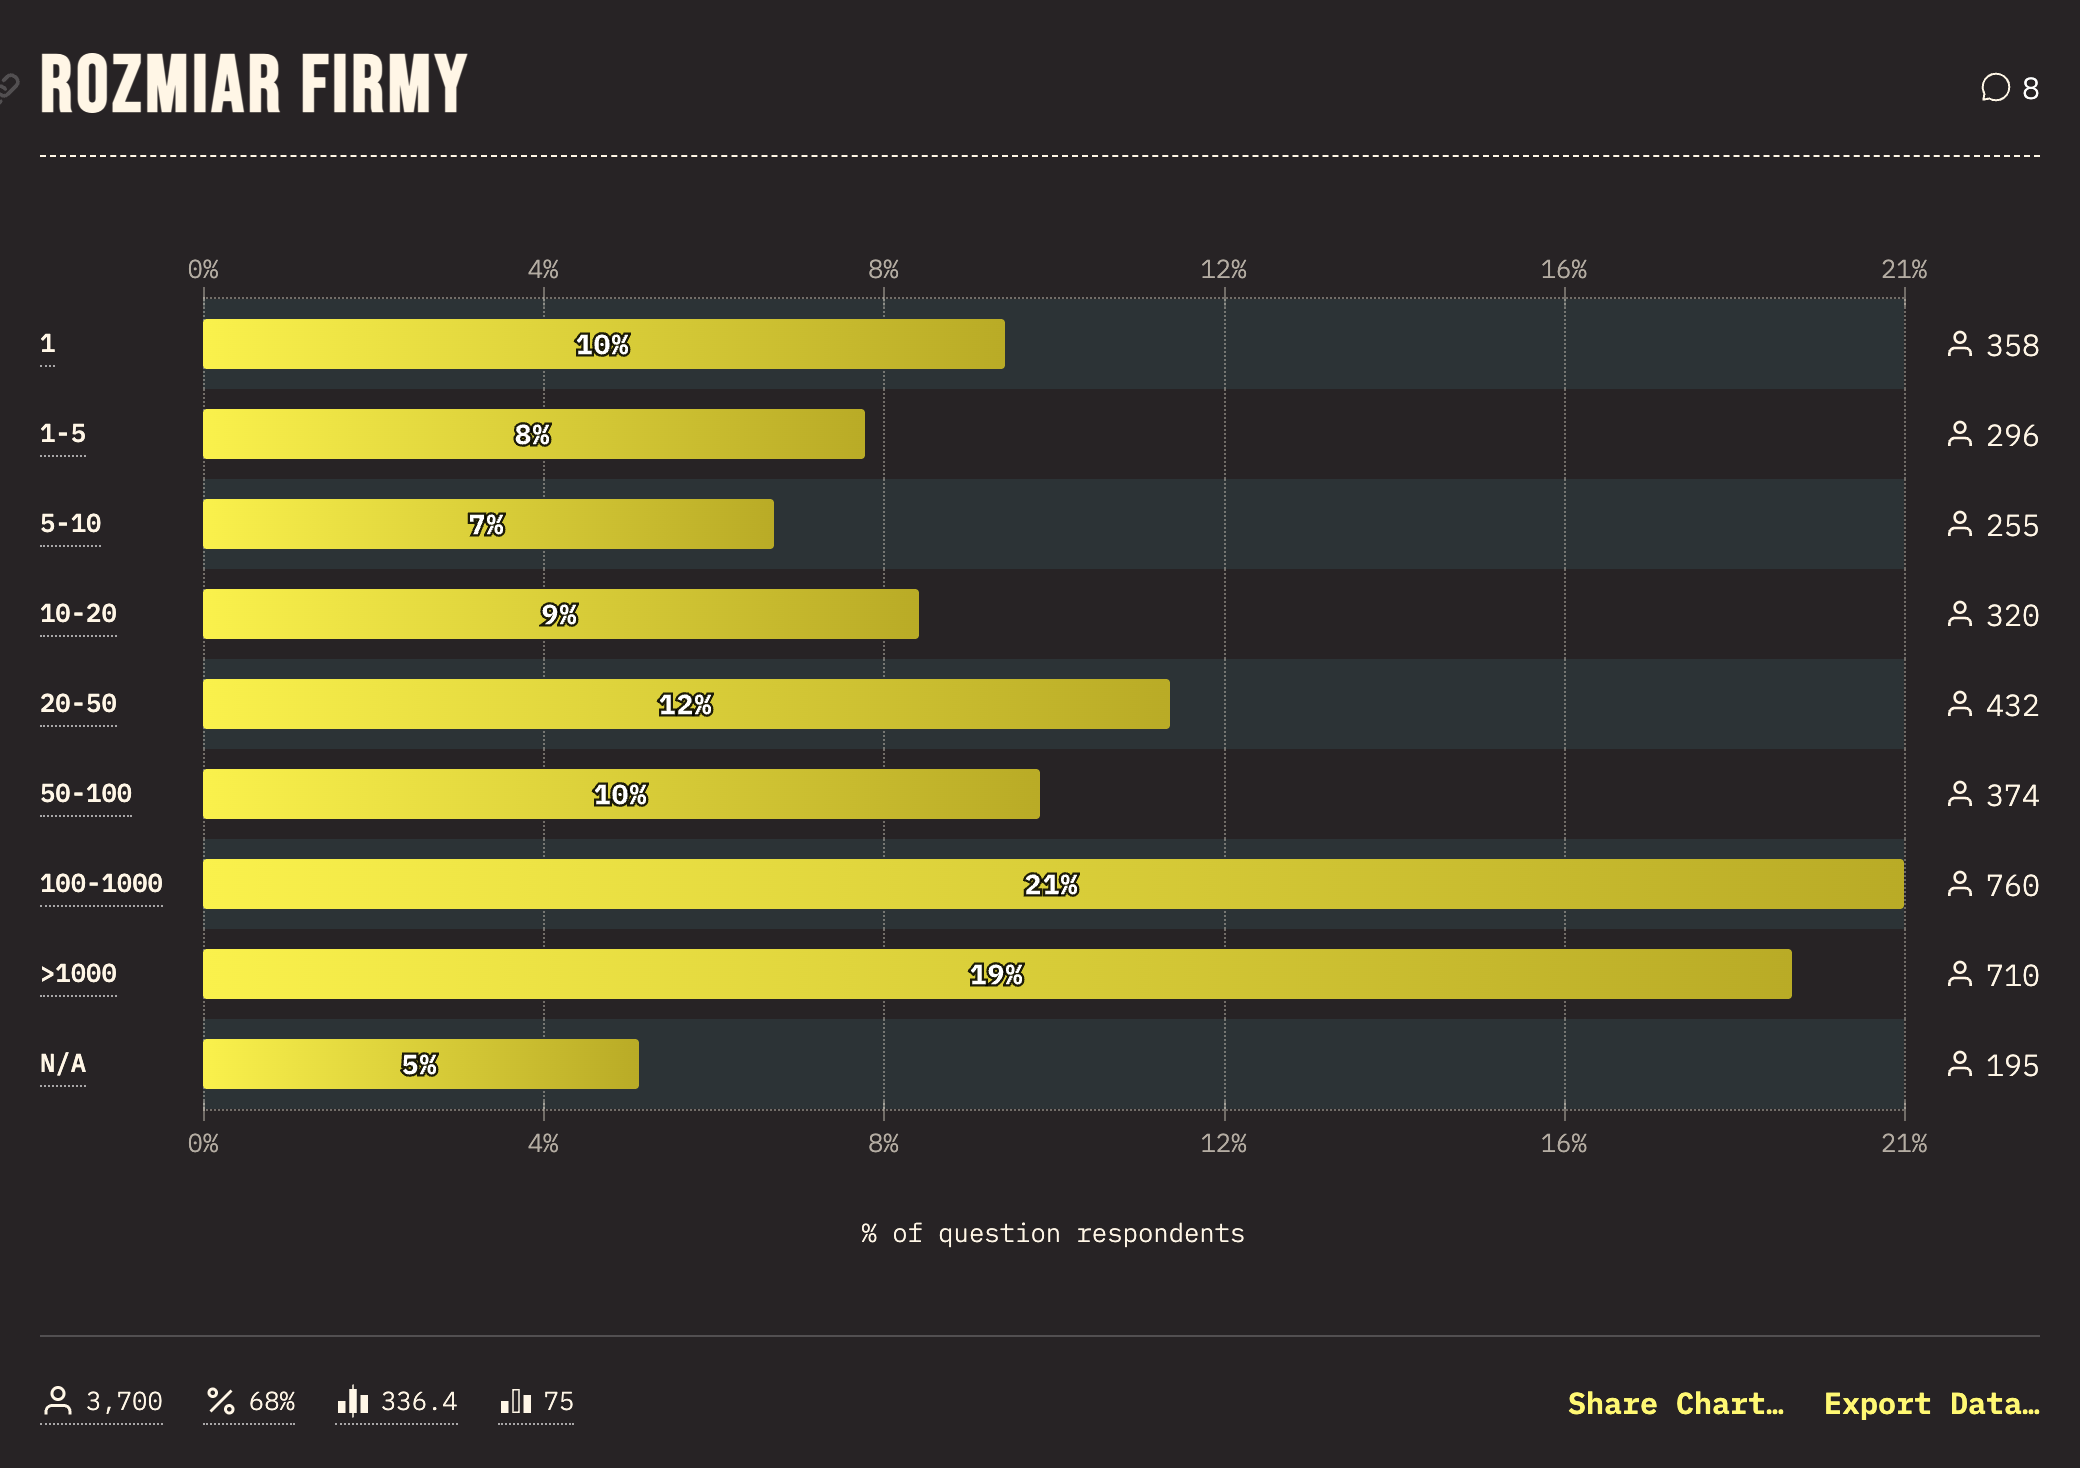 ROZMIAR FIRMY
8
0% 4% 8% 12% 16% 21%
1 10% 358
1-5 8% 296
5-10 7% 255
10-20 9% 320
20-50 12% 432
50-100 10% 374
100-1000 21% 760
>1000 19% 710
N/A 5% 195
0% 4% 8% 12% 16% 21%
% of question respondents
3,700 68% 336.4 75 Share Chart… Export Data…